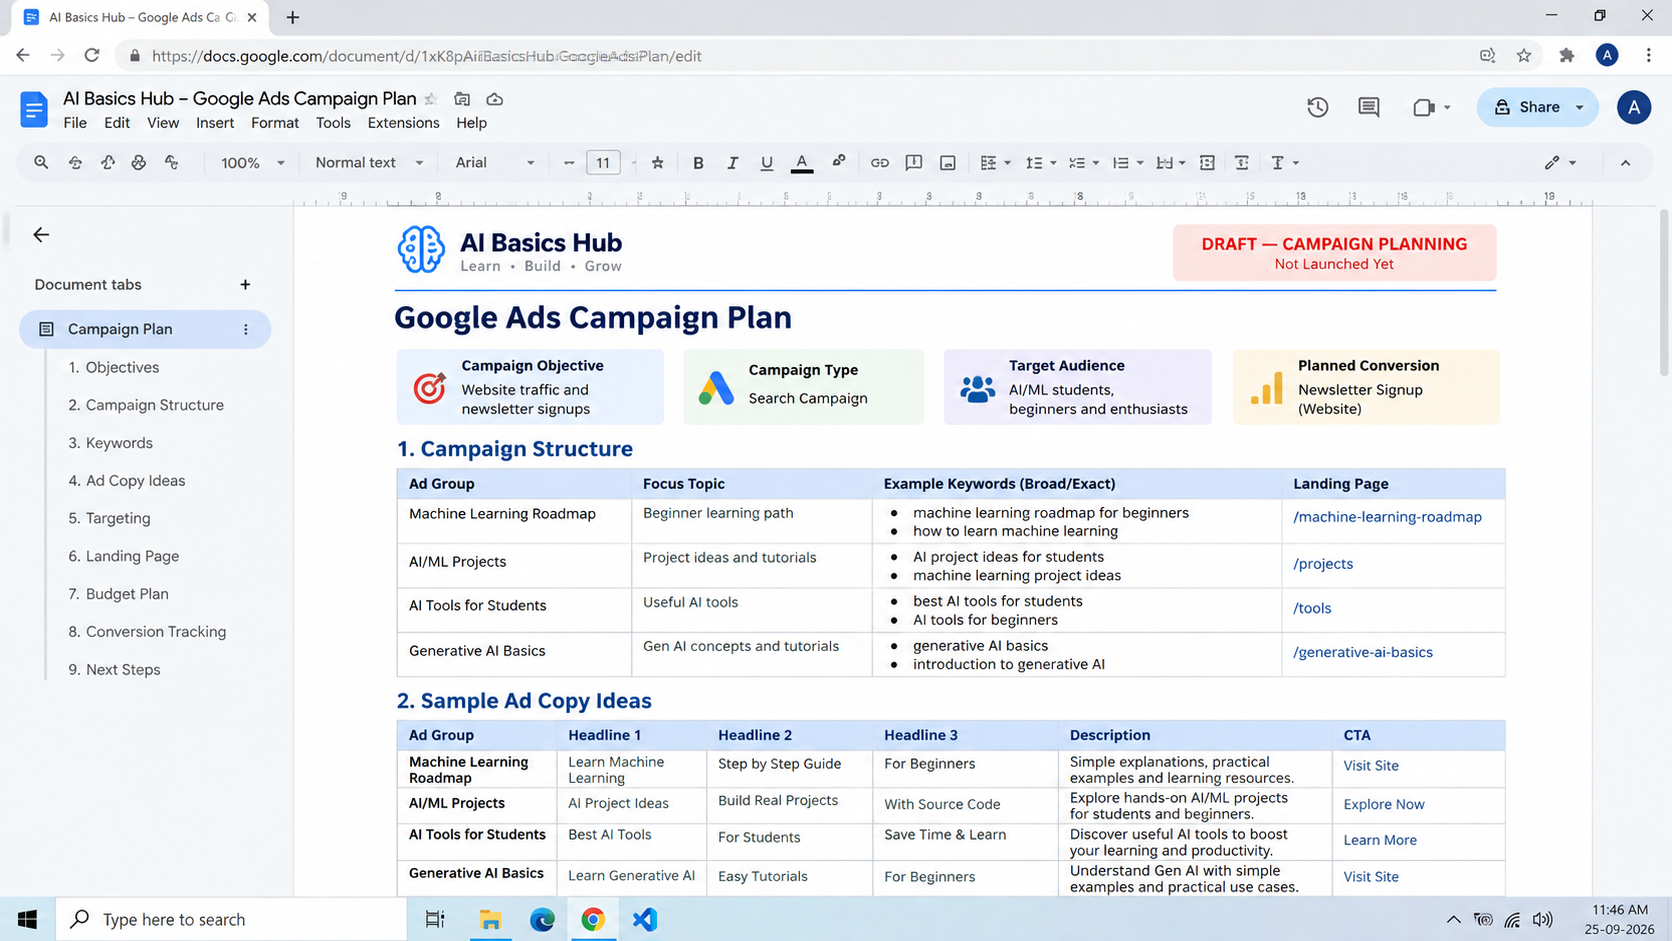 AI Basics Hub – Google Ads Ca
https://docs.google.com/document/d/
Plan/edit
A
AI Basics Hub – Google Ads Campaign Plan
File Edit View Insert Format Tools Extensions Help
Share
A
100% Normal text Arial 11
Document tabs
Campaign Plan
1. Objectives
2. Campaign Structure
3. Keywords
4. Ad Copy Ideas
5. Targeting
6. Landing Page
7. Budget Plan
8. Conversion Tracking
9. Next Steps
AI Basics Hub
Learn • Build • Grow
DRAFT — CAMPAIGN PLANNING
Not Launched Yet
Google Ads Campaign Plan
Campaign Objective
Website traffic and
newsletter signups
Campaign Type
Search Campaign
Target Audience
AI/ML students,
beginners and enthusiasts
Planned Conversion
Newsletter Signup
(Website)
1. Campaign Structure
Ad Group Focus Topic Example Keywords (Broad/Exact) Landing Page
Machine Learning Roadmap Beginner learning path
• machine learning roadmap for beginners
• how to learn machine learning
/machine-learning-roadmap
AI/ML Projects Project ideas and tutorials
• AI project ideas for students
• machine learning project ideas
/projects
AI Tools for Students Useful AI tools
• best AI tools for students
• AI tools for beginners
/tools
Generative AI Basics Gen AI concepts and tutorials
• generative AI basics
• introduction to generative AI
/generative-ai-basics
2. Sample Ad Copy Ideas
Ad Group Headline 1 Headline 2 Headline 3 Description CTA
Machine Learning
Roadmap
Learn Machine
Learning
Step by Step Guide
For Beginners
Simple explanations, practical
examples and learning resources.
Visit Site
AI/ML Projects
AI Project Ideas
Build Real Projects
With Source Code
Explore hands-on AI/ML projects
for students and beginners.
Explore Now
AI Tools for Students
Best AI Tools
For Students
Save Time & Learn
Discover useful AI tools to boost
your learning and productivity.
Learn More
Generative AI Basics
Learn Generative AI
Easy Tutorials
For Beginners
Understand Gen AI with simple
examples and practical use cases.
Visit Site
Type here to search
11:46 AM
25-09-2026